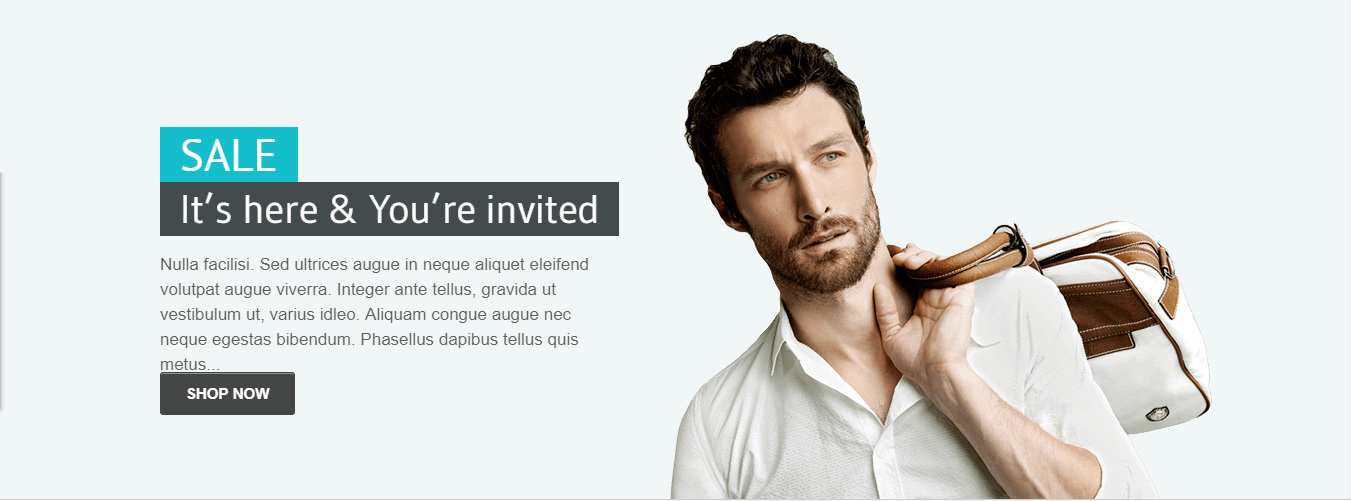 SALE
It's here & You're invited
Nulla facilisi. Sed ultrices augue in neque aliquet eleifend
volutpat augue viverra. Integer ante tellus, gravida ut
vestibulum ut, varius idleo. Aliquam congue augue nec
neque egestas bibendum. Phasellus dapibus tellus quis
metus...
SHOP NOW